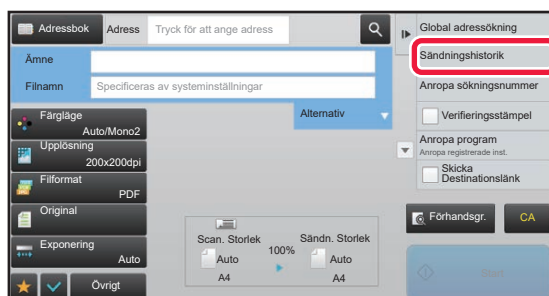 Adressbok
Adress
Tryck för att ange adress
Ämne
Filnamn
Specificeras av systeminställningar
Alternativ
Färgläge
Auto/Mono2
Upplösning
200x200dpi
Filformat
PDF
Original
Exponering
Auto
Övrigt
Scan. Storlek
100%
Sändn. Storlek
Auto
Auto
A4
A4
Global adressökning
Sändningshistorik
Anropa sökningsnummer
Verifieringsstämpel
Anropa program
Anropa registrerade inst.
Skicka
Destinationslänk
Förhandsgr.
CA
Start